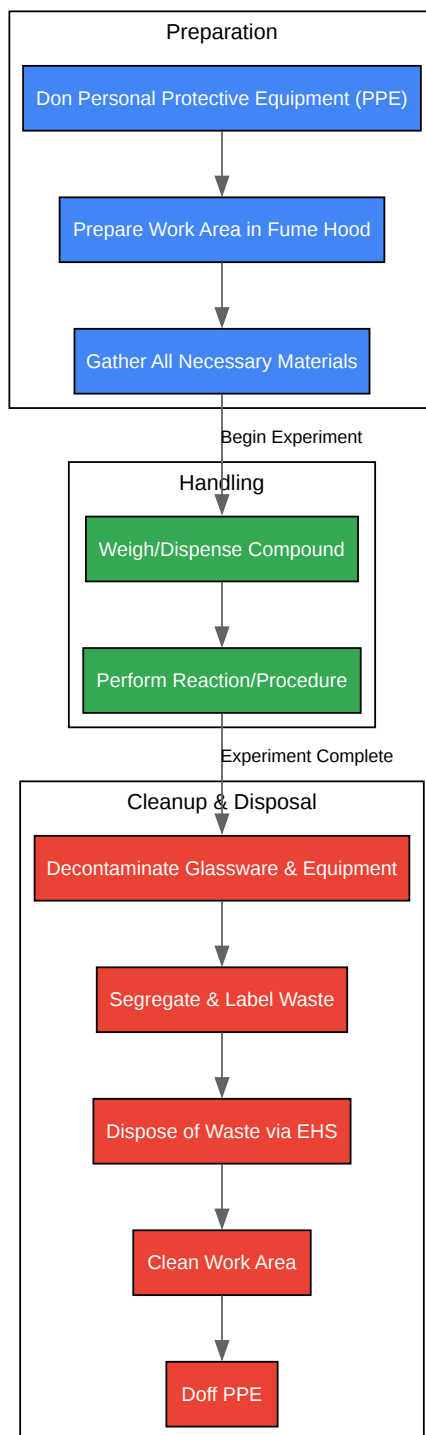 Preparation
Don Personal Protective Equipment (PPE)
Prepare Work Area in Fume Hood
Gather All Necessary Materials
Begin Experiment
Handling
Weigh/Dispense Compound
Perform Reaction/Procedure
Experiment Complete
Cleanup & Disposal
Decontaminate Glassware & Equipment
Segregate & Label Waste
Dispose of Waste via EHS
Clean Work Area
Doff PPE